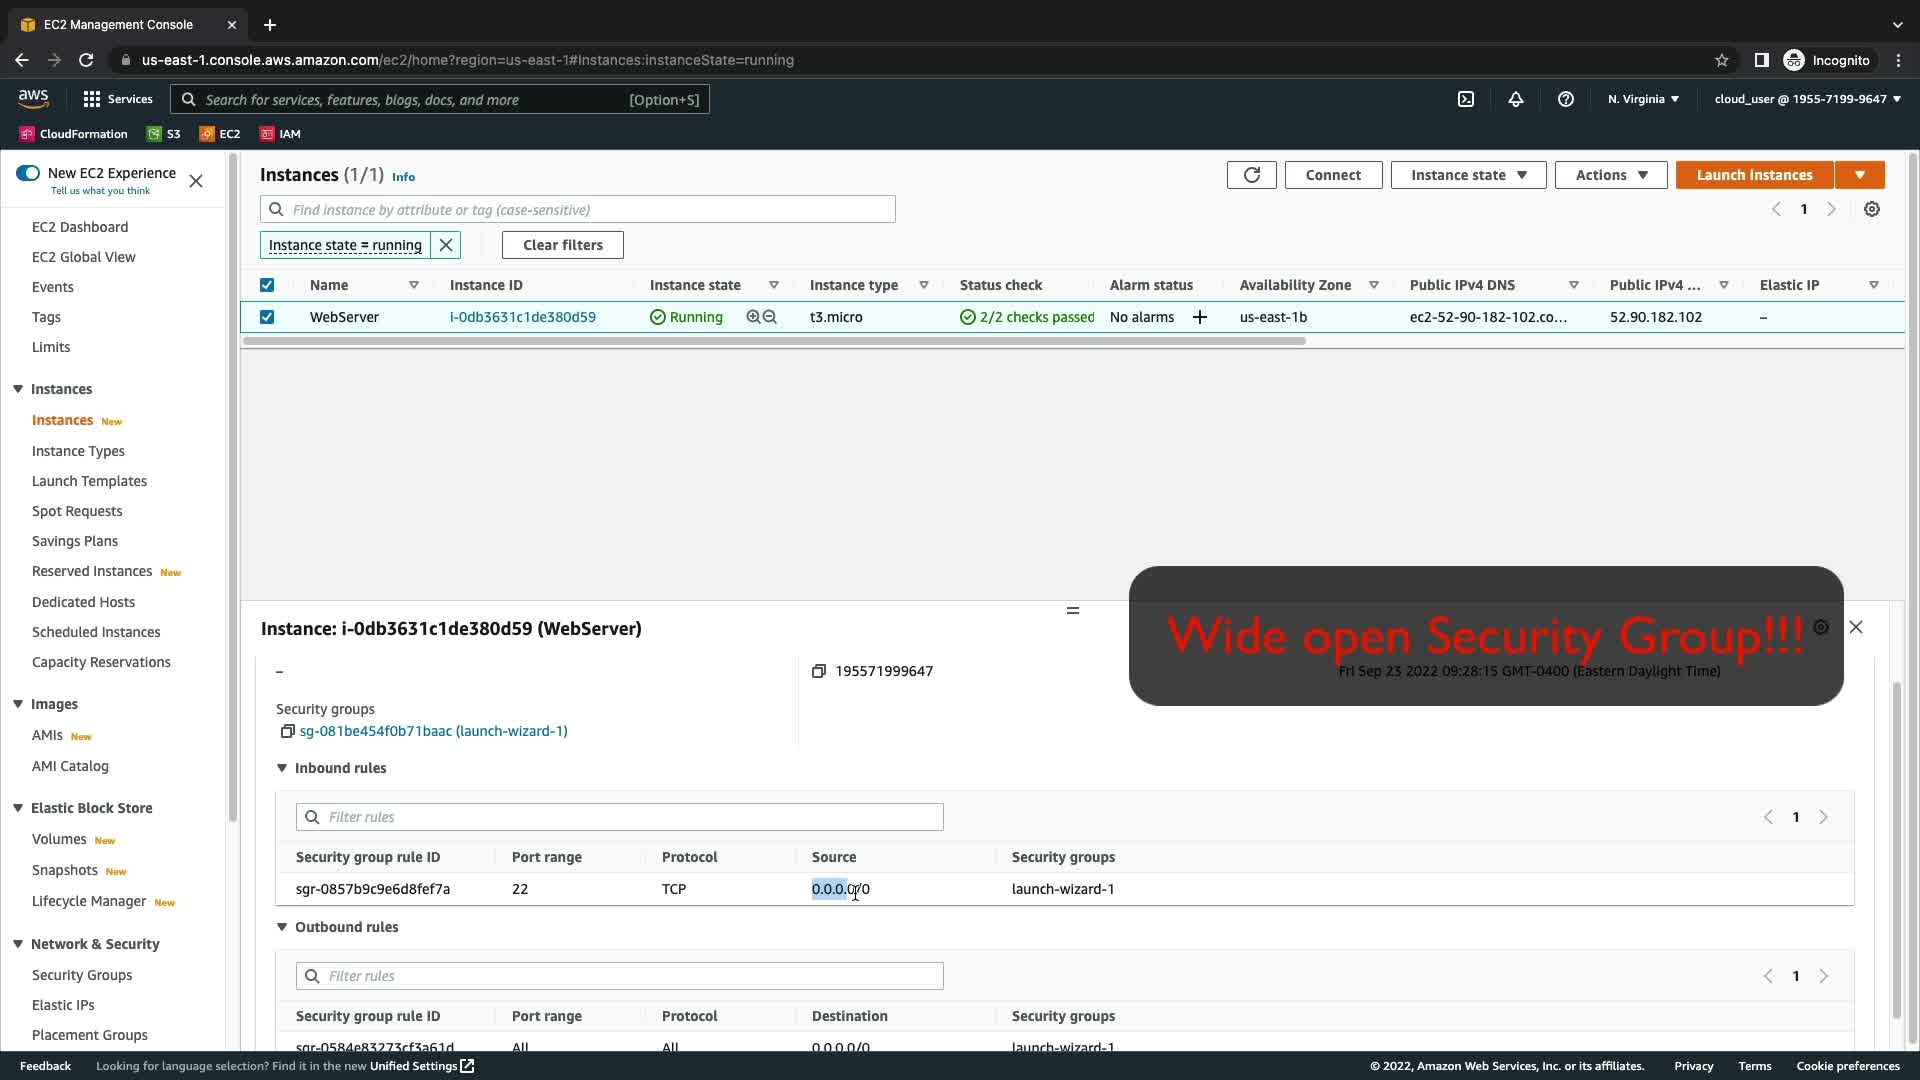 EC2 Management Console
us-east-1.console.aws.amazon.com/ec2/home?region=us-east-1#Instances:instanceState=running
Incognito
aws
Services
Search for services, features, blogs, docs, and more
[Option+S]
N. Virginia
cloud_user @ 1955-7199-9647
CloudFormation
S3
EC2
IAM
New EC2 Experience
Tell us what you think
EC2 Dashboard
EC2 Global View
Events
Tags
Limits
Instances
Instances New
Instance Types
Launch Templates
Spot Requests
Savings Plans
Reserved Instances New
Dedicated Hosts
Scheduled Instances
Capacity Reservations
Images
AMIs New
AMI Catalog
Elastic Block Store
Volumes New
Snapshots New
Lifecycle Manager New
Network & Security
Security Groups
Elastic IPs
Placement Groups
Instances (1/1) Info
Connect
Instance state
Actions
Launch instances
Find instance by attribute or tag (case-sensitive)
1
Instance state = running
Clear filters
Name Instance ID Instance state Instance type Status check Alarm status Availability Zone Public IPv4 DNS Public IPv4 ... Elastic IP
WebServer i-0db3631c1de380d59 Running t3.micro 2/2 checks passed No alarms + us-east-1b ec2-52-90-182-102.co... 52.90.182.102 –
Instance: i-0db3631c1de380d59 (WebServer)
Wide open Security Group!!!
– 195571999647 Fri Sep 23 2022 09:28:15 GMT-0400 (Eastern Daylight Time)
Security groups
sg-081be454f0b71baac (launch-wizard-1)
Inbound rules
Filter rules
1
Security group rule ID Port range Protocol Source Security groups
sgr-0857b9c9e6d8fef7a 22 TCP 0.0.0.0/0 launch-wizard-1
Outbound rules
Filter rules
1
Security group rule ID Port range Protocol Destination Security groups
sgr-0584e83273cf3a61d All All 0.0.0.0/0 launch-wizard-1
Feedback
Looking for language selection? Find it in the new Unified Settings
© 2022, Amazon Web Services, Inc. or its affiliates.
Privacy
Terms
Cookie preferences